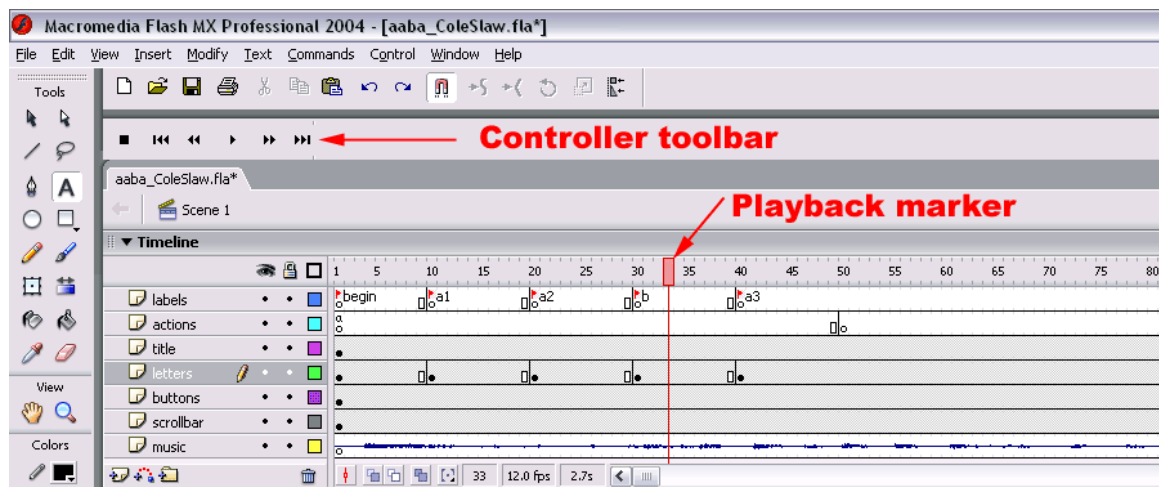 Macromedia Flash MX Professional 2004 - [aaba_ColeSlaw.fla*]
File Edit View Insert Modify Text Commands Control Window Help
Tools
Controller toolbar
aaba_ColeSlaw.fla*
Scene 1
Playback marker
Timeline
1 5 10 15 20 25 30 35 40 45 50 55 60 65 70 75 80
labels begin a1 a2 b a3
actions a
title
letters
View
buttons
scrollbar
Colors
music
33 12.0 fps 2.7s